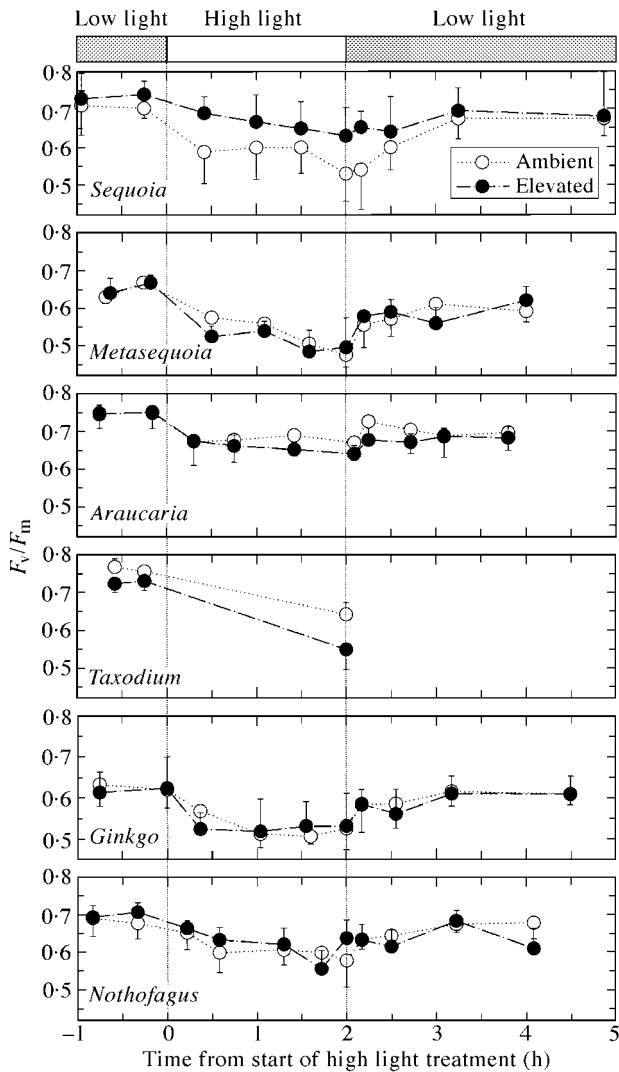 Low light High light Low light
0·8
0·7
0·6
0·5
Ambient
Elevated
Sequoia
0·8
0·7
0·6
0·5
Metasequoia
0·8
0·7
0·6
0·5
Araucaria
Fv/Fm
0·8
0·7
0·6
0·5
Taxodium
0·8
0·7
0·6
0·5
Ginkgo
0·8
0·7
0·6
0·5
Nothofagus
−1 0 1 2 3 4 5
Time from start of high light treatment (h)